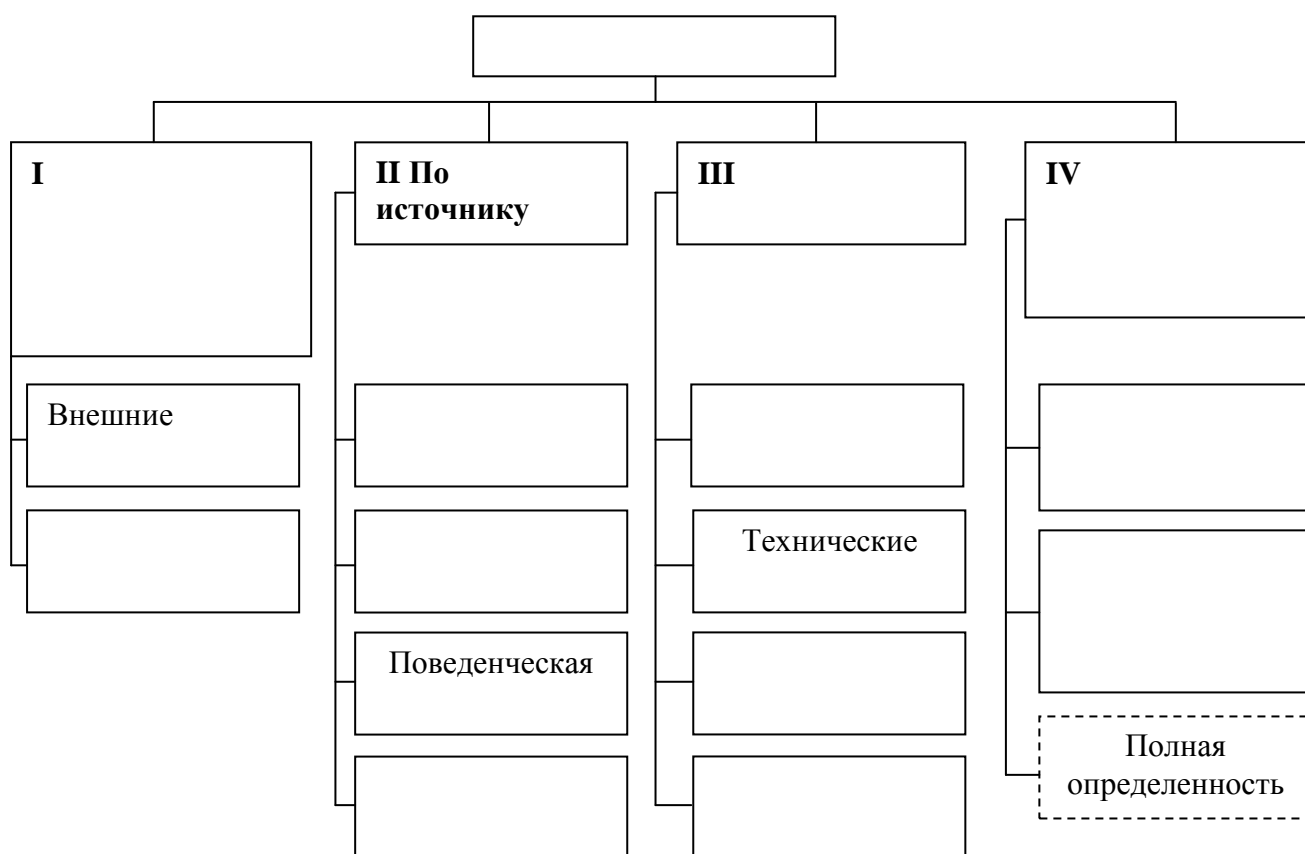 I
II По
источнику
III
IV
Внешние
Технические
Поведенческая
Полная
определенность